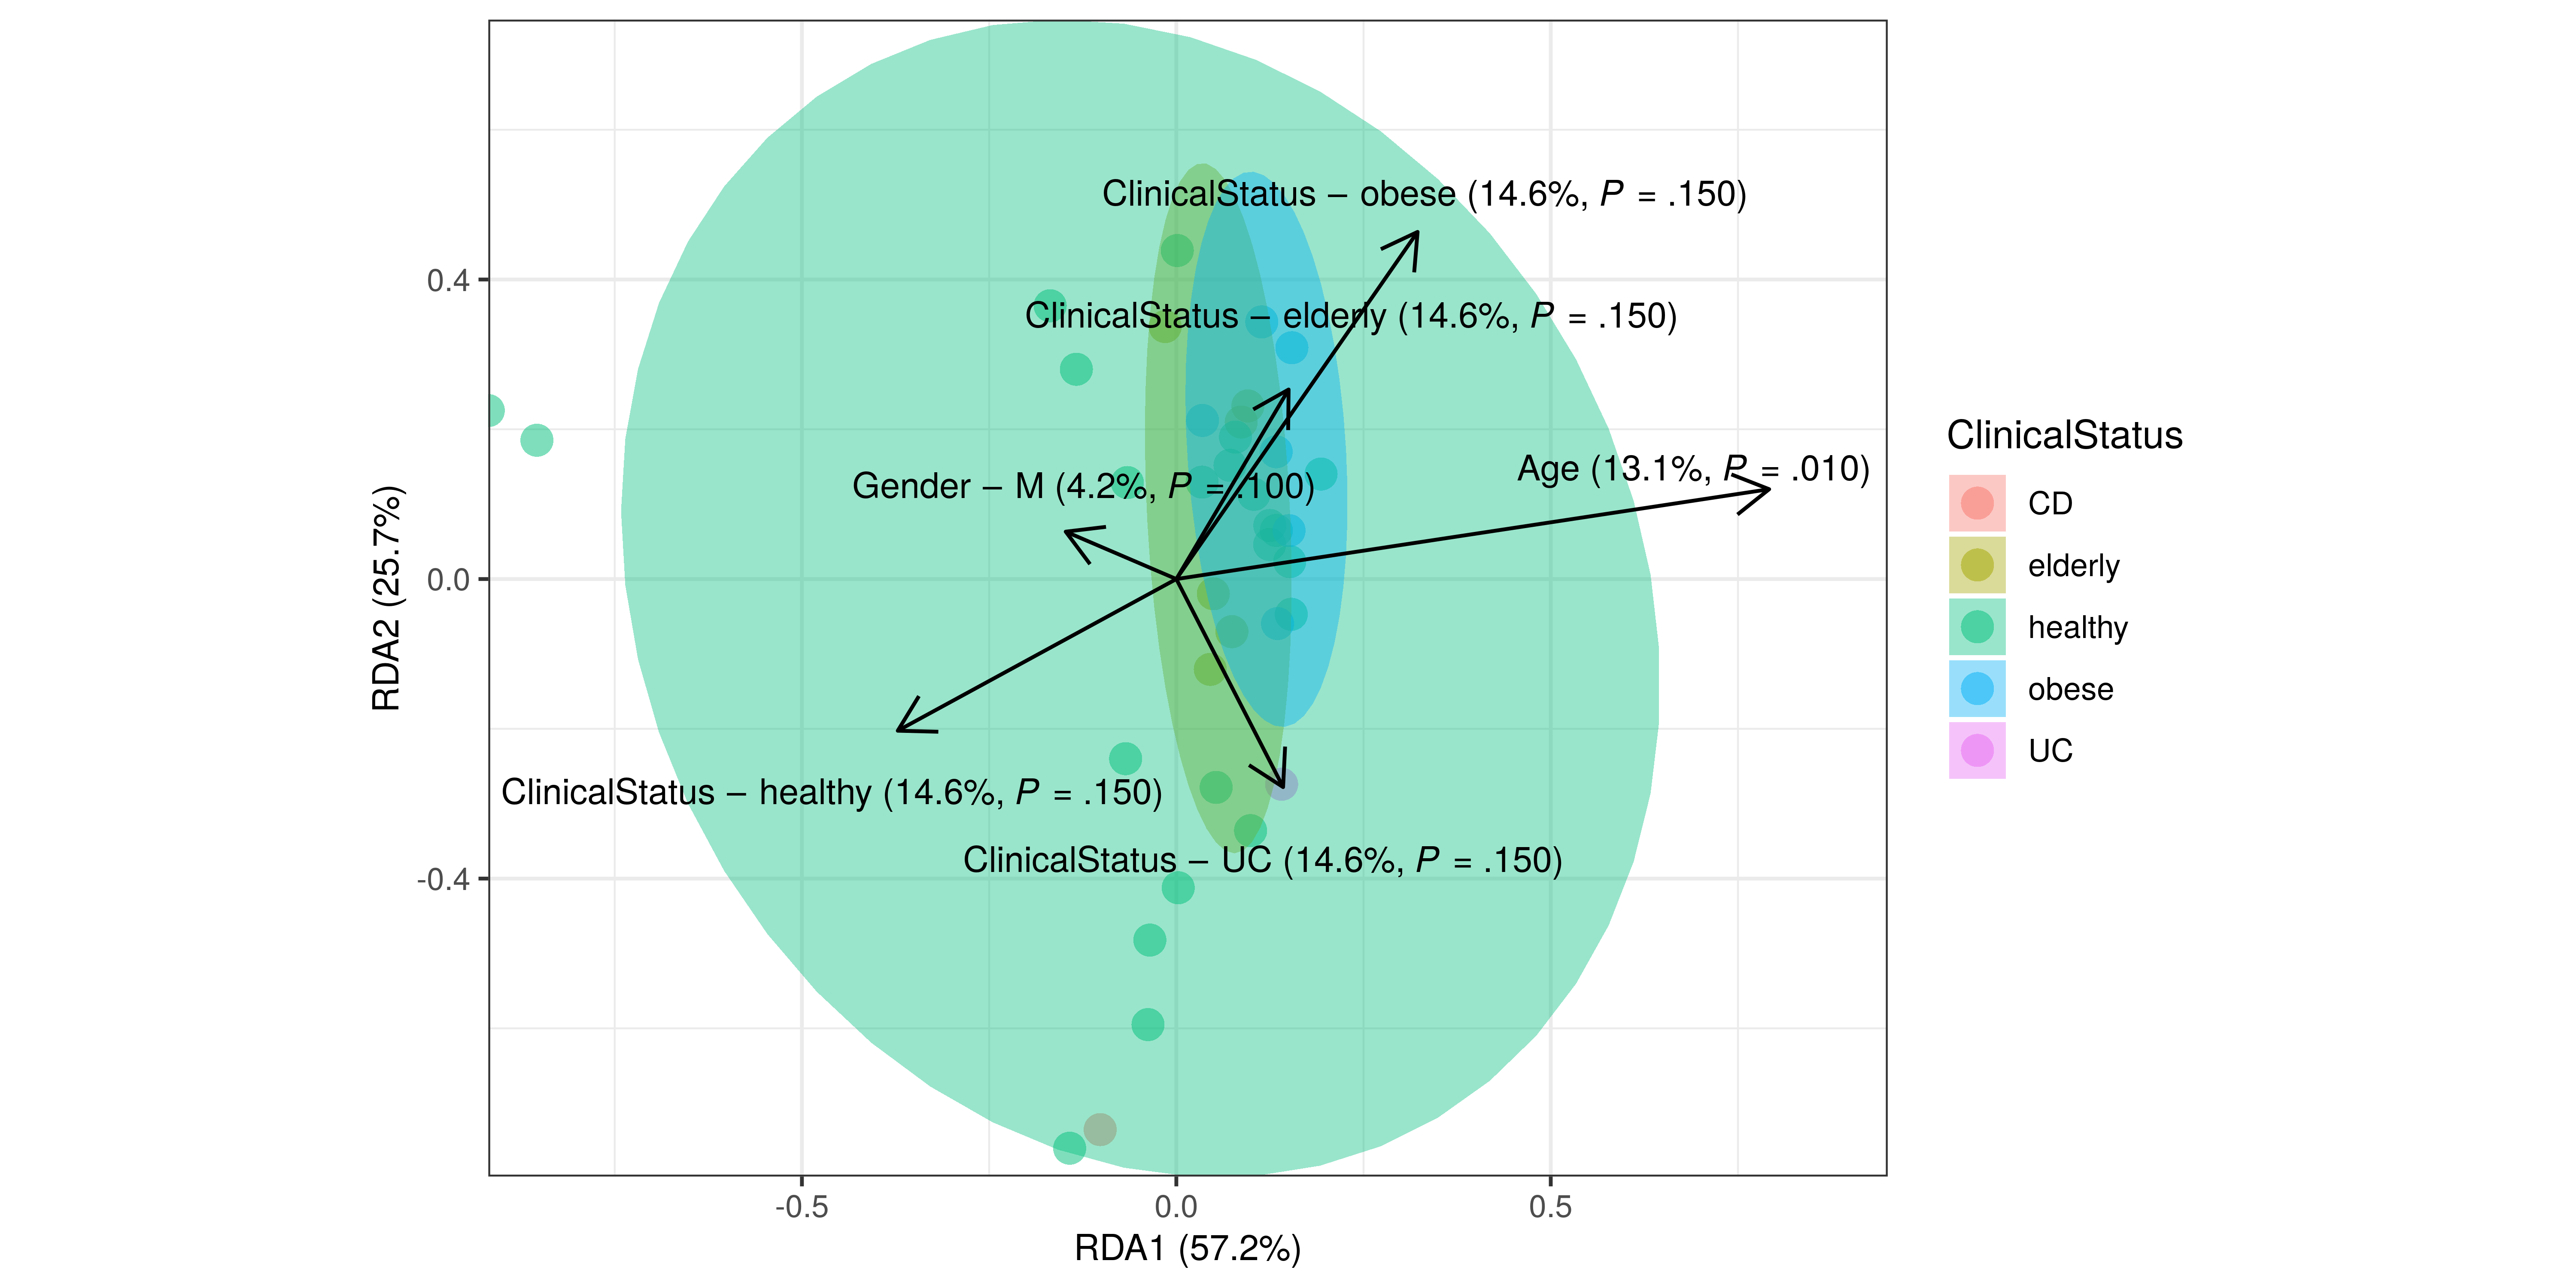 ClinicalStatus – obese (14.6%, P = .150)
ClinicalStatus – elderly (14.6%, P = .150)
Age (13.1%, P = .010)
Gender – M (4.2%, P = .100)
ClinicalStatus – healthy (14.6%, P = .150)
ClinicalStatus – UC (14.6%, P = .150)
0.4
0.0
-0.4
RDA2 (25.7%)
-0.5
0.0
0.5
RDA1 (57.2%)
ClinicalStatus
CD
elderly
healthy
obese
UC